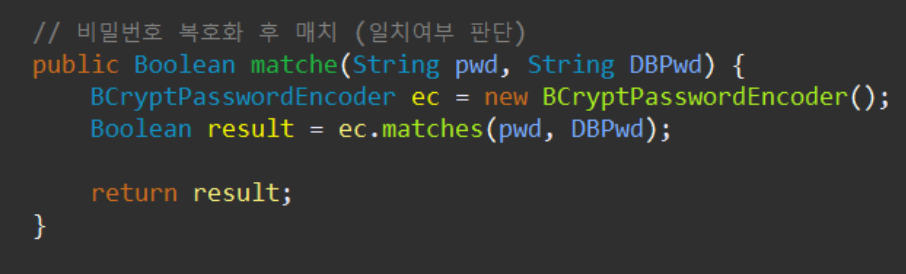 // 비밀번호 복호화 후 매치 (일치여부 판단)
public Boolean matche(String pwd, String DBPwd) {
BCryptPasswordEncoder ec = new BCryptPasswordEncoder();
Boolean result = ec.matches(pwd, DBPwd);
return result;
}